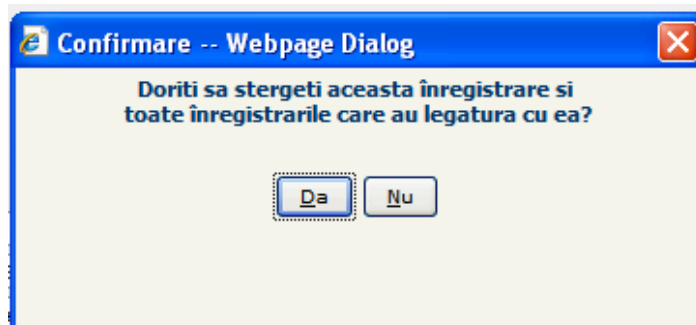 Confirmare -- Webpage Dialog
Doriti sa stergeti aceasta înregistrare si
toate înregistrarile care au legatura cu ea?
Da Nu